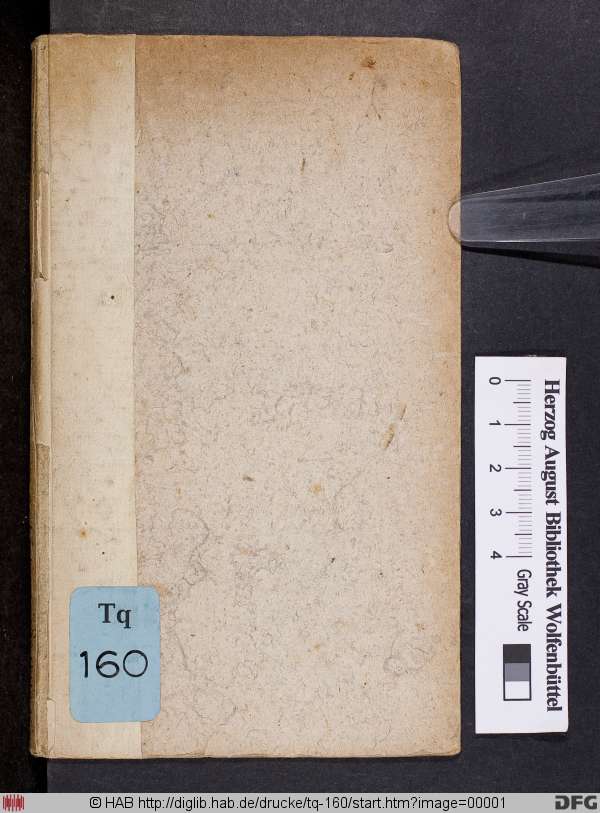 Tq
160
Herzog August Bibliothek Wolfenbüttel
0 1 2 3 4
Gray Scale
© HAB http://diglib.hab.de/drucke/tq-160/start.htm?image=00001
DFG